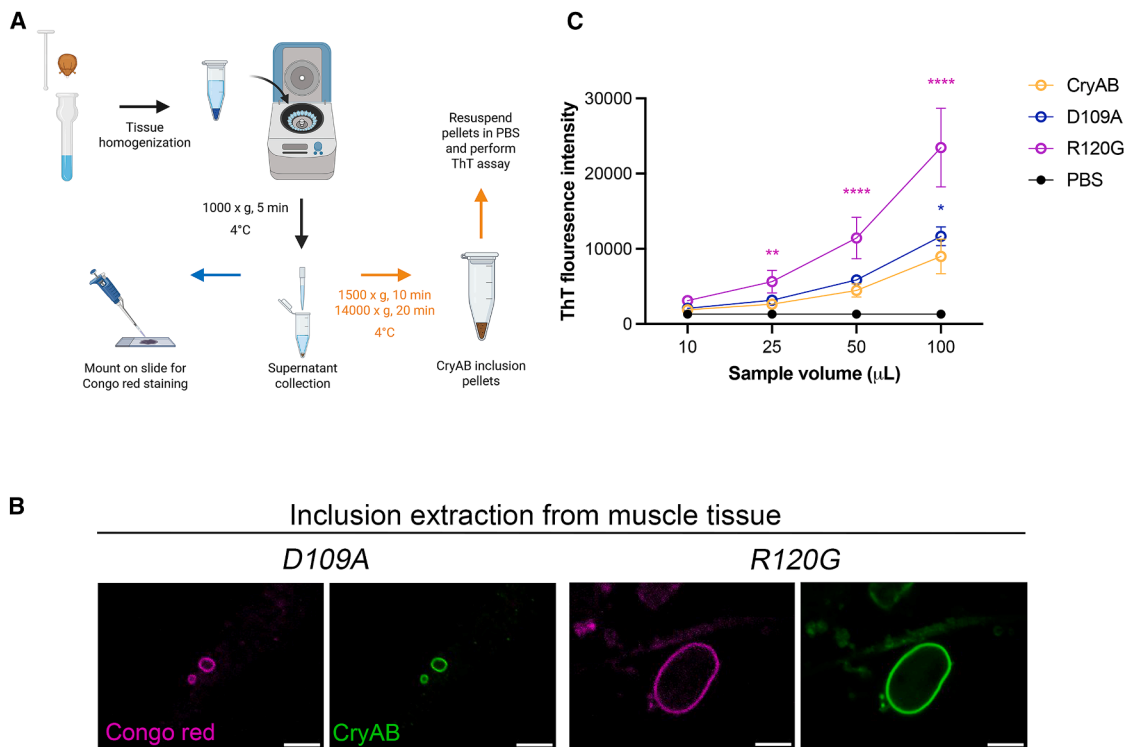 A
Tissue
homogenization
1000 x g, 5 min
4°C
Resuspend
pellets in PBS
and perform
ThT assay
1500 x g, 10 min
14000 x g, 20 min
4°C
Mount on slide for
Congo red staining
Supernatant
collection
CryAB inclusion
pellets
C
ThT flouresence intensity
30000
20000
10000
0
10
25
50
100
Sample volume (μL)
**
****
****
*
CryAB
D109A
R120G
PBS
B
Inclusion extraction from muscle tissue
D109A
R120G
Congo red
CryAB